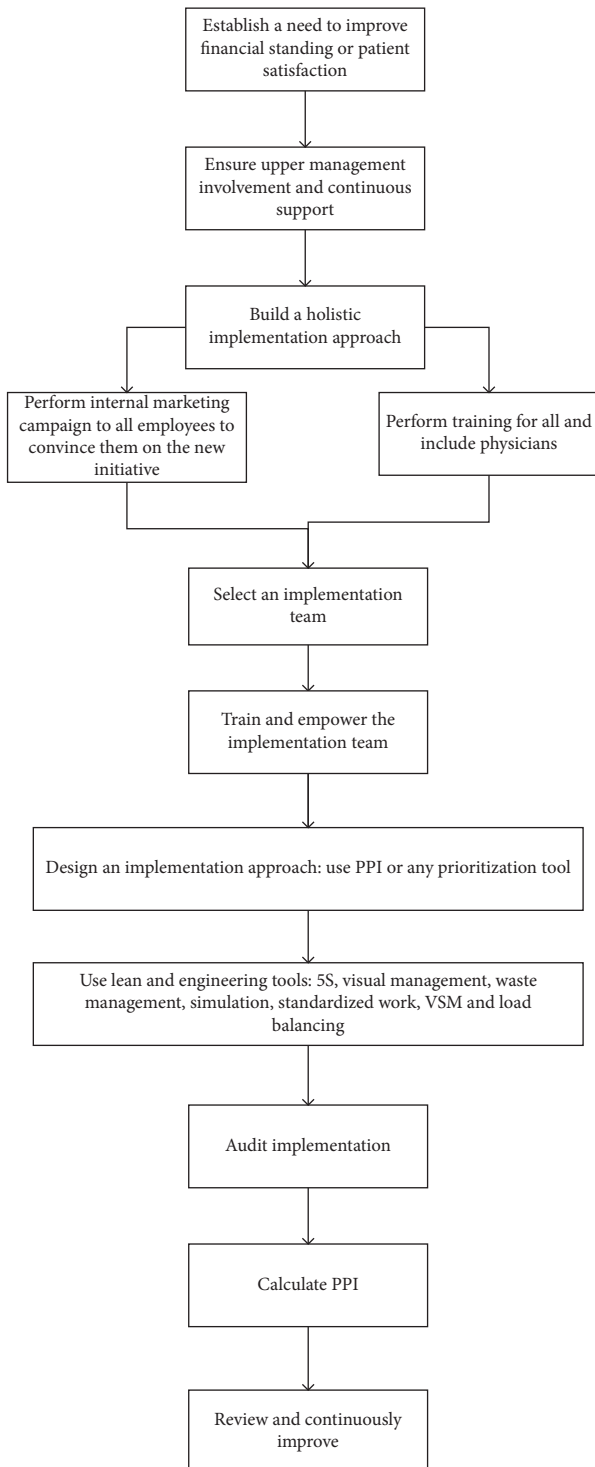 Establish a need to improve
financial standing or patient
satisfaction
Ensure upper management
involvement and continuous
support
Build a holistic
implementation approach
Perform internal marketing
campaign to all employees to
convince them on the new
initiative
Perform training for all and
include physicians
Select an implementation
team
Train and empower the
implementation team
Design an implementation approach: use PPI or any prioritization tool
Use lean and engineering tools: 5S, visual management, waste
management, simulation, standardized work, VSM and load
balancing
Audit implementation
Calculate PPI
Review and continuously
improve